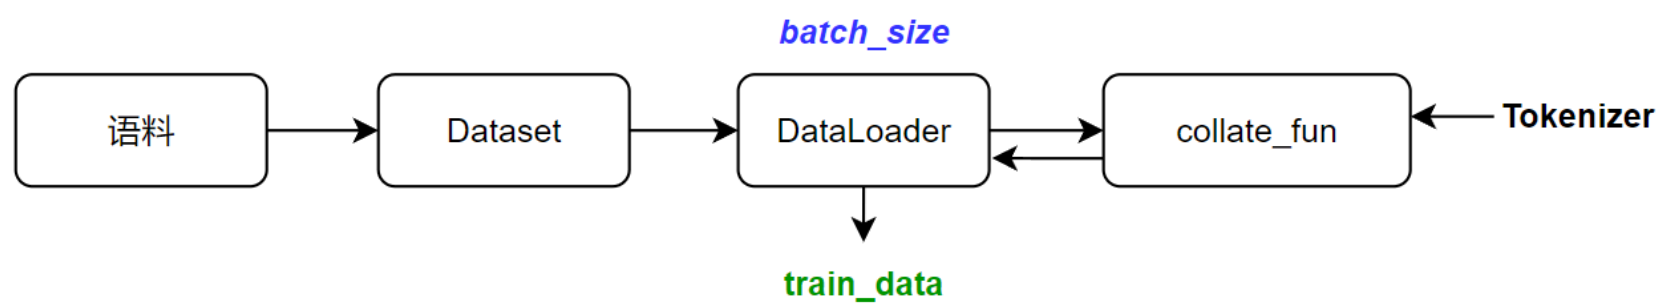 batch_size
语料
Dataset
DataLoader
collate_fun
Tokenizer
train_data